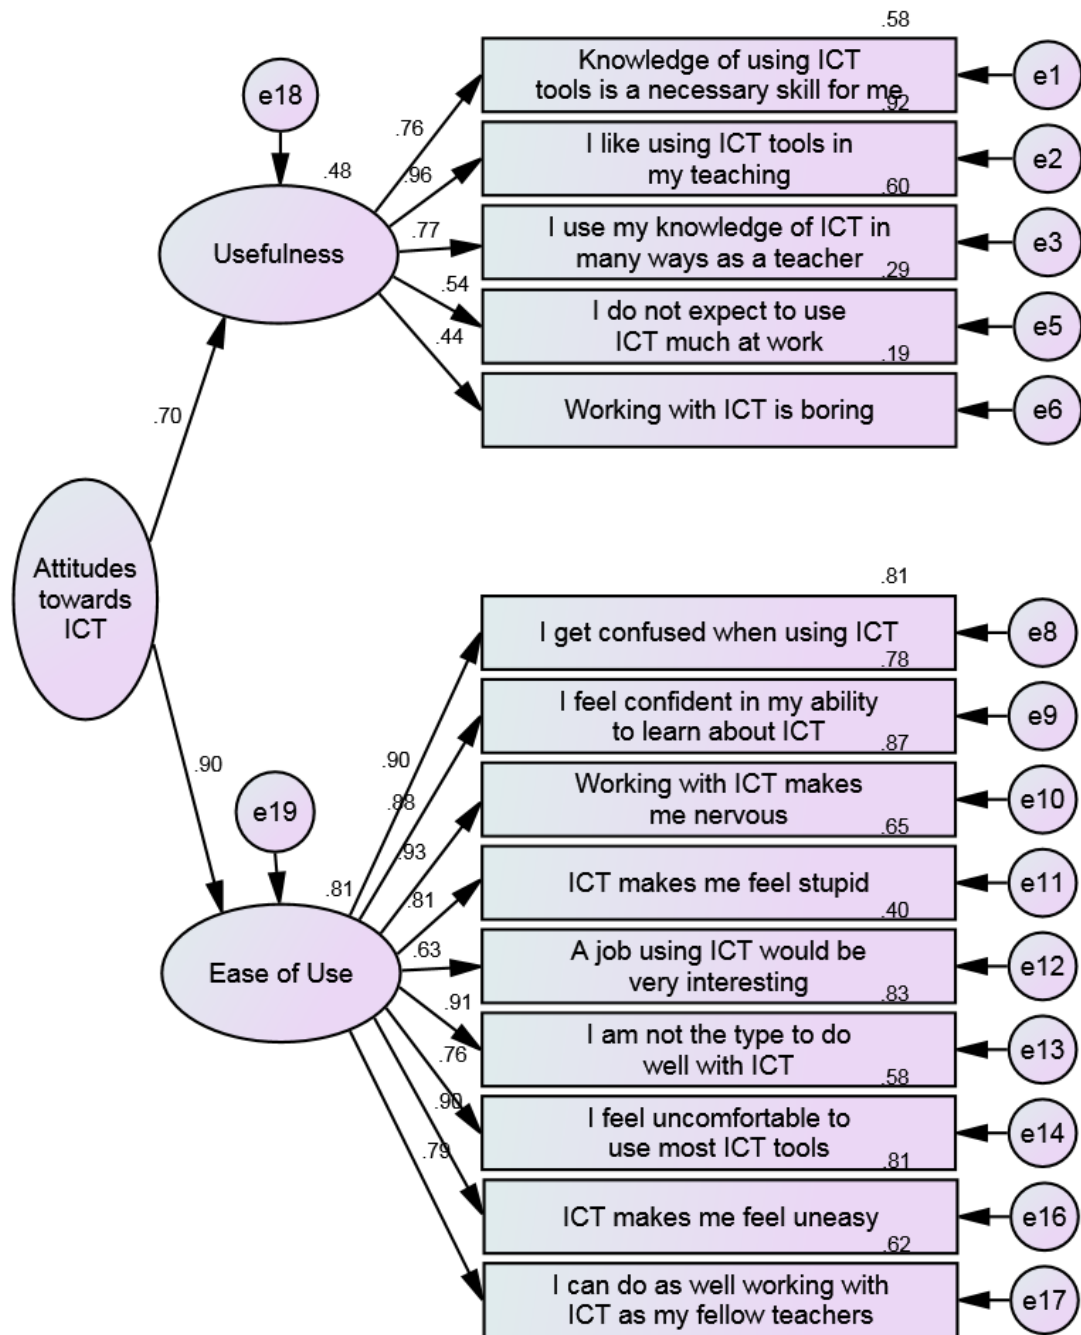 .58
Knowledge of using ICT
tools is a necessary skill for me
e1
e18
.76
.92
I like using ICT tools in
my teaching
e2
.48
.96
.60
Usefulness
.77
I use my knowledge of ICT in
many ways as a teacher
e3
.29
.54
I do not expect to use
ICT much at work
e5
.44
.19
Working with ICT is boring
e6
.70
Attitudes
towards
ICT
.81
I get confused when using ICT
e8
.78
I feel confident in my ability
to learn about ICT
e9
.90
.90
.87
.88
Working with ICT makes
me nervous
e10
e19
.93
.65
.81
.81
ICT makes me feel stupid
e11
.40
.63
Ease of Use
A job using ICT would be
very interesting
e12
.83
.91
I am not the type to do
well with ICT
e13
.76
.58
.90
I feel uncomfortable to
use most ICT tools
e14
.79
.81
ICT makes me feel uneasy
e16
.62
I can do as well working with
ICT as my fellow teachers
e17